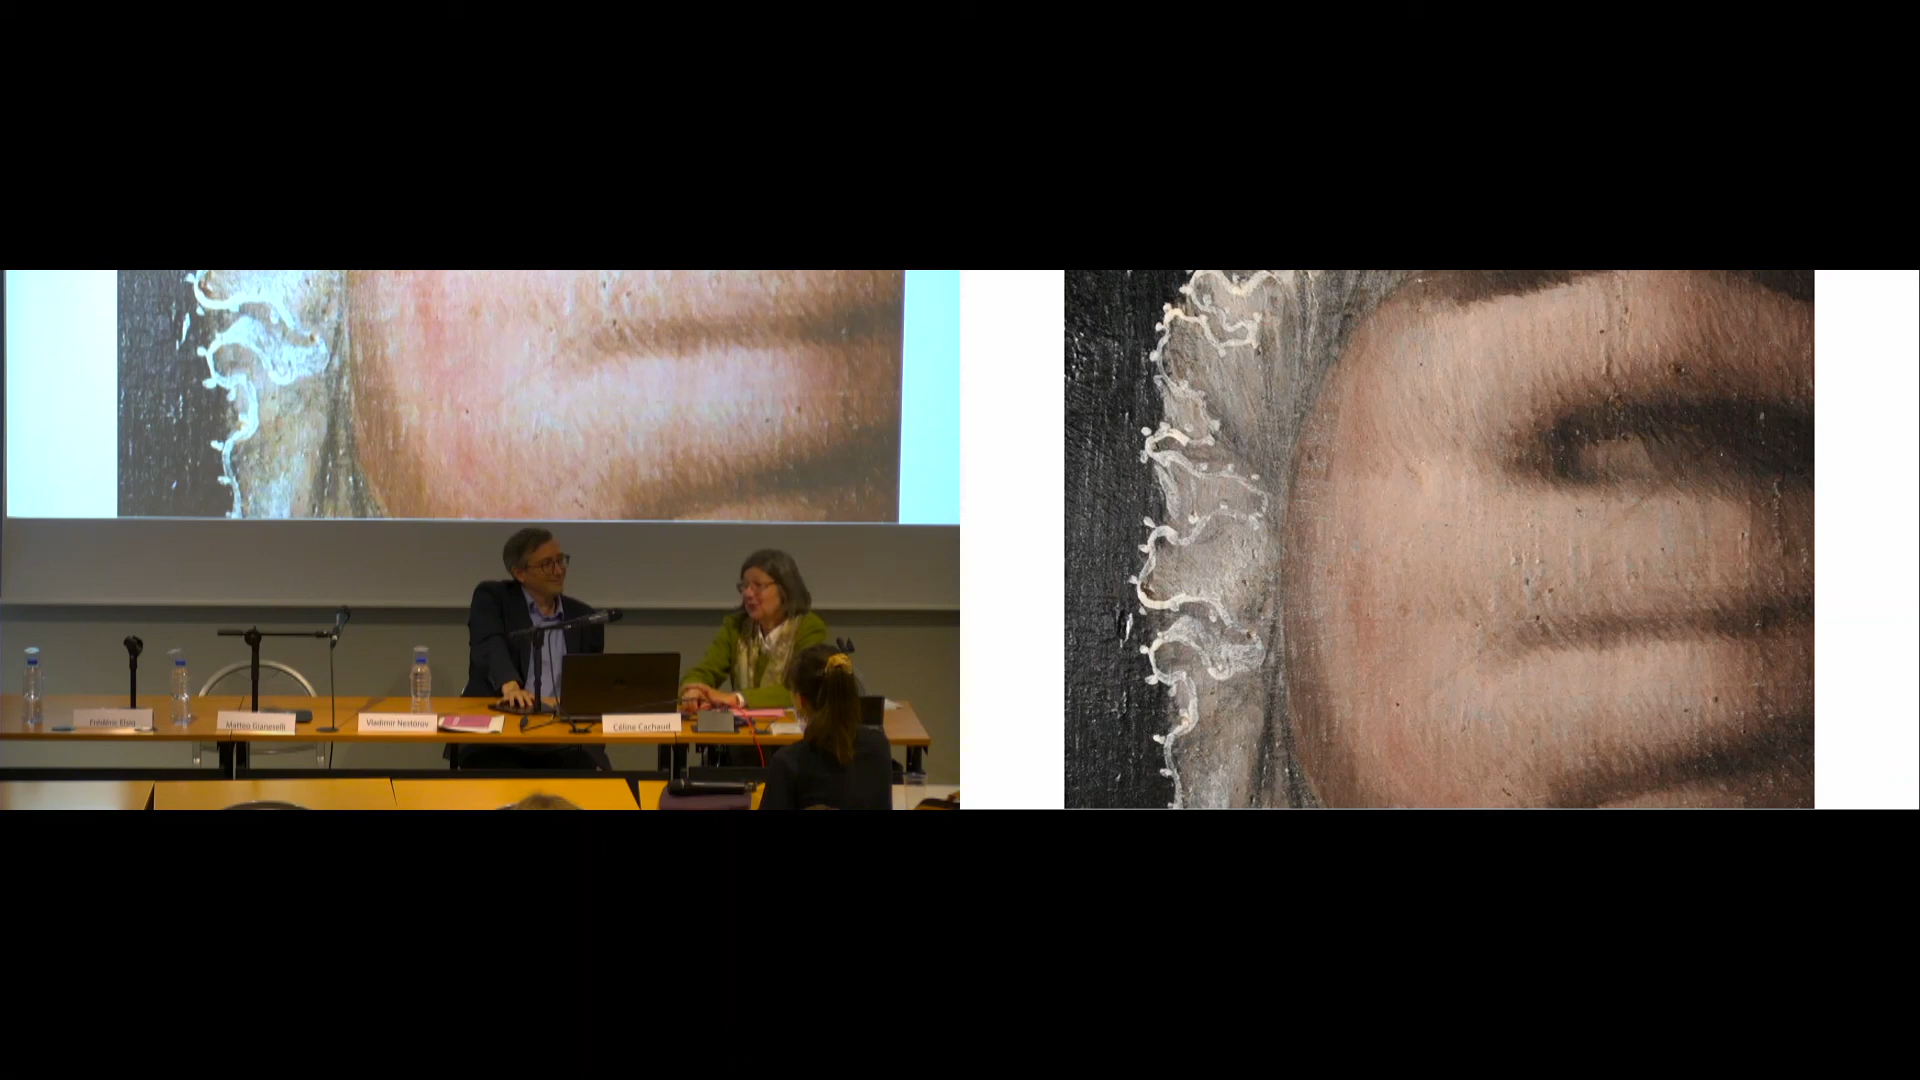 Frédéric Elsig
Matteo Gianeselli
Vladimir Nestorov
Céline Cachaud